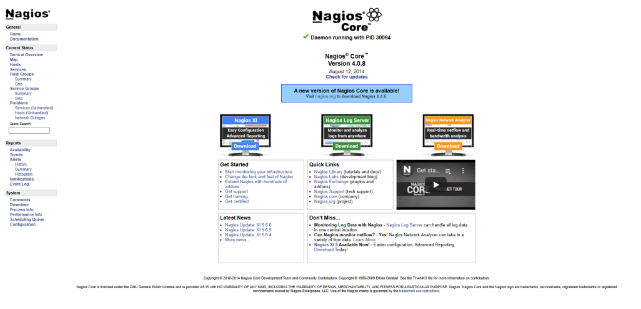 Nagios®
General
Home
Documentation
Current Status
Tactical Overview
Map
Hosts
Services
Host Groups
Summary
Grid
Service Groups
Summary
Grid
Problems
Services (Unhandled)
Hosts (Unhandled)
Network Outages
Quick Search:
Reports
Availability
Trends
Alerts
History
Summary
Histogram
Notifications
Event Log
System
Comments
Downtime
Process Info
Performance Info
Scheduling Queue
Configuration
Nagios®
Core™
Daemon running with PID 30094
Nagios® Core™
Version 4.0.8
August 12, 2014
Check for updates
A new version of Nagios Core is available!
Visit nagios.org to download Nagios
Nagios XI
Easy Configuration
Advanced Reporting
Download
Nagios Log Server
Monitor and analyze
logs from anywhere
Download
Nagios Network Analyzer
Real-time netflow and
bandwidth analysis
Download
Get Started
Start monitoring your infrastructure
Change the look and feel of Nagios
Extend Nagios with hundreds of
addons
Get support
Get training
Get certified
Quick Links
Nagios Library (tutorials and docs)
Nagios Labs (development blog)
Nagios Exchange (plugins and
addons)
Nagios Support (tech support)
Nagios.com (company)
Nagios.org (project)
N Get sta...
COR
TOUR
Latest News
Nagios Update: XI 5.6.6
Nagios Update: XI 5.6.5
Nagios Update: XI 5.6.4
More news...
Don't Miss...
Monitoring Log Data with Nagios - Nagios Log Server can handle all log data
in one central location.
Can Nagios monitor netflow? - Yes! Nagios Network Analyzer can take in a
variety of flow data. Learn More
Nagios XI 5 Available Now! - Easier configuration, Advanced Reporting,
Download Today!
Copyright © 2010-2014 Nagios Core Development Team and Community Contributors. Copyright © 1999-2009 Ethan Galstad. See the THANKS file for more information on contributors.
Nagios Core is licensed under the GNU General Public License and is provided AS IS with NO WARRANTY OF ANY KIND, INCLUDING THE WARRANTY OF DESIGN, MERCHANTABILITY, AND FITNESS FOR A PARTICULAR PURPOSE. Nagios, Nagios Core and the Nagios logo are trademarks, servicemarks, registered trademarks or registered
servicemarks owned by Nagios Enterprises, LLC. Use of the Nagios marks is governed by the trademark use restrictions.